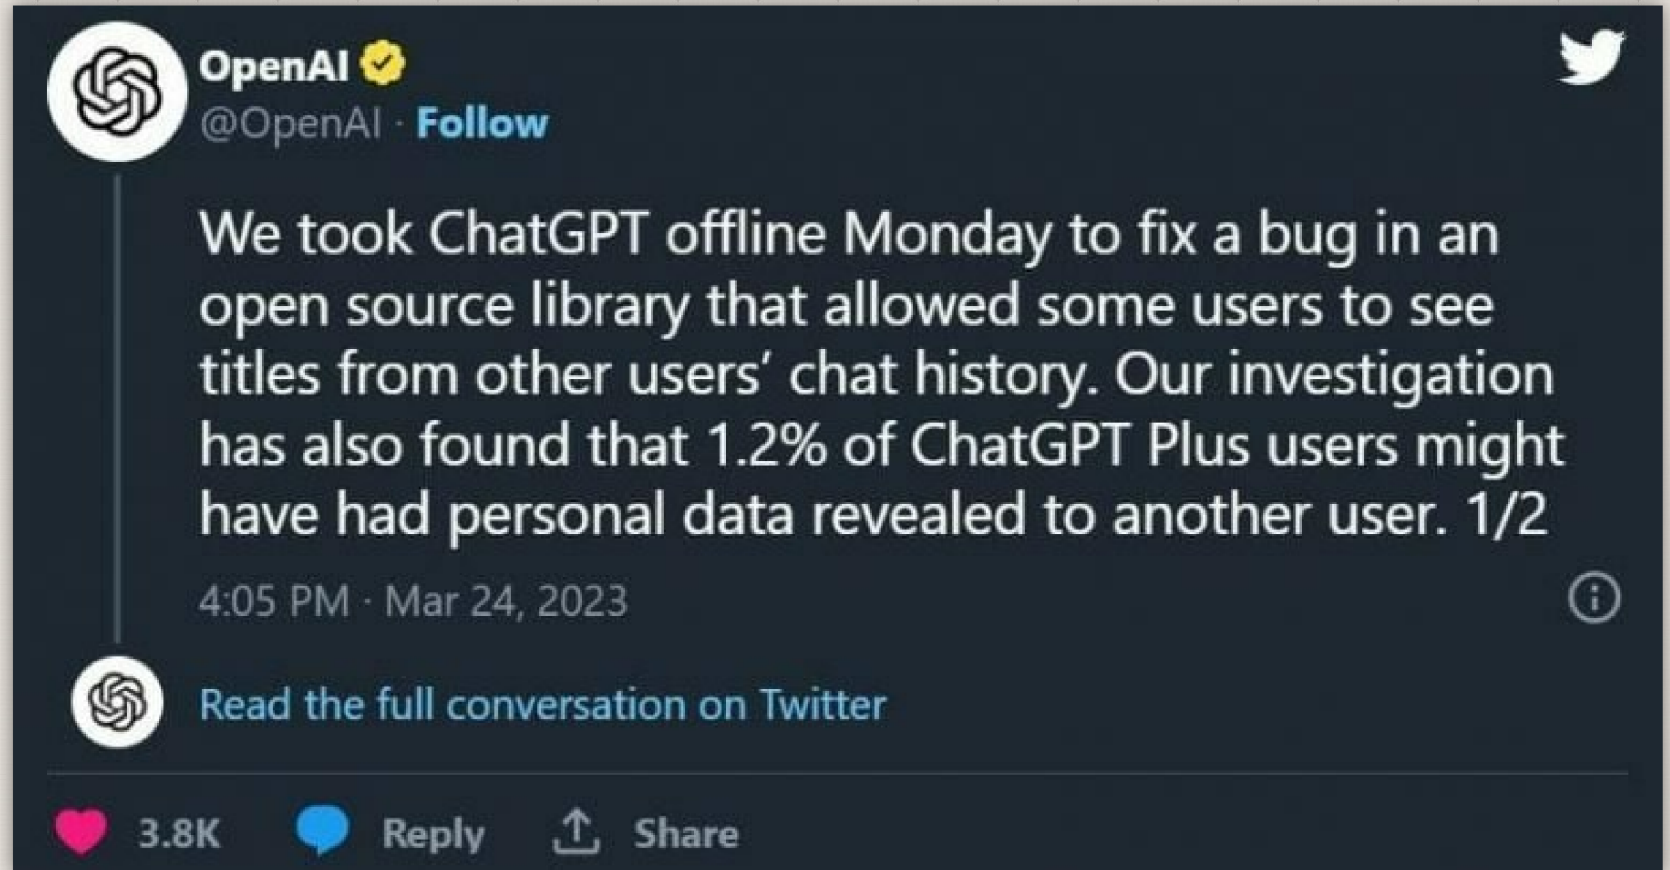 OpenAI
@OpenAI · Follow
We took ChatGPT offline Monday to fix a bug in an
open source library that allowed some users to see
titles from other users’ chat history. Our investigation
has also found that 1.2% of ChatGPT Plus users might
have had personal data revealed to another user. 1/2
4:05 PM · Mar 24, 2023
Read the full conversation on Twitter
3.8K Reply Share